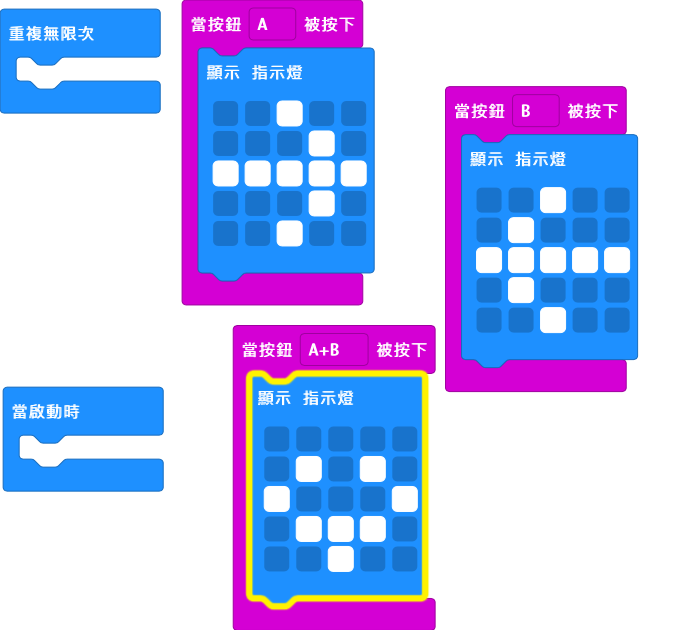 重複無限次
當按鈕 A 被按下
顯示 指示燈
當按鈕 B 被按下
顯示 指示燈
當按鈕 A+B 被按下
顯示 指示燈
當啟動時